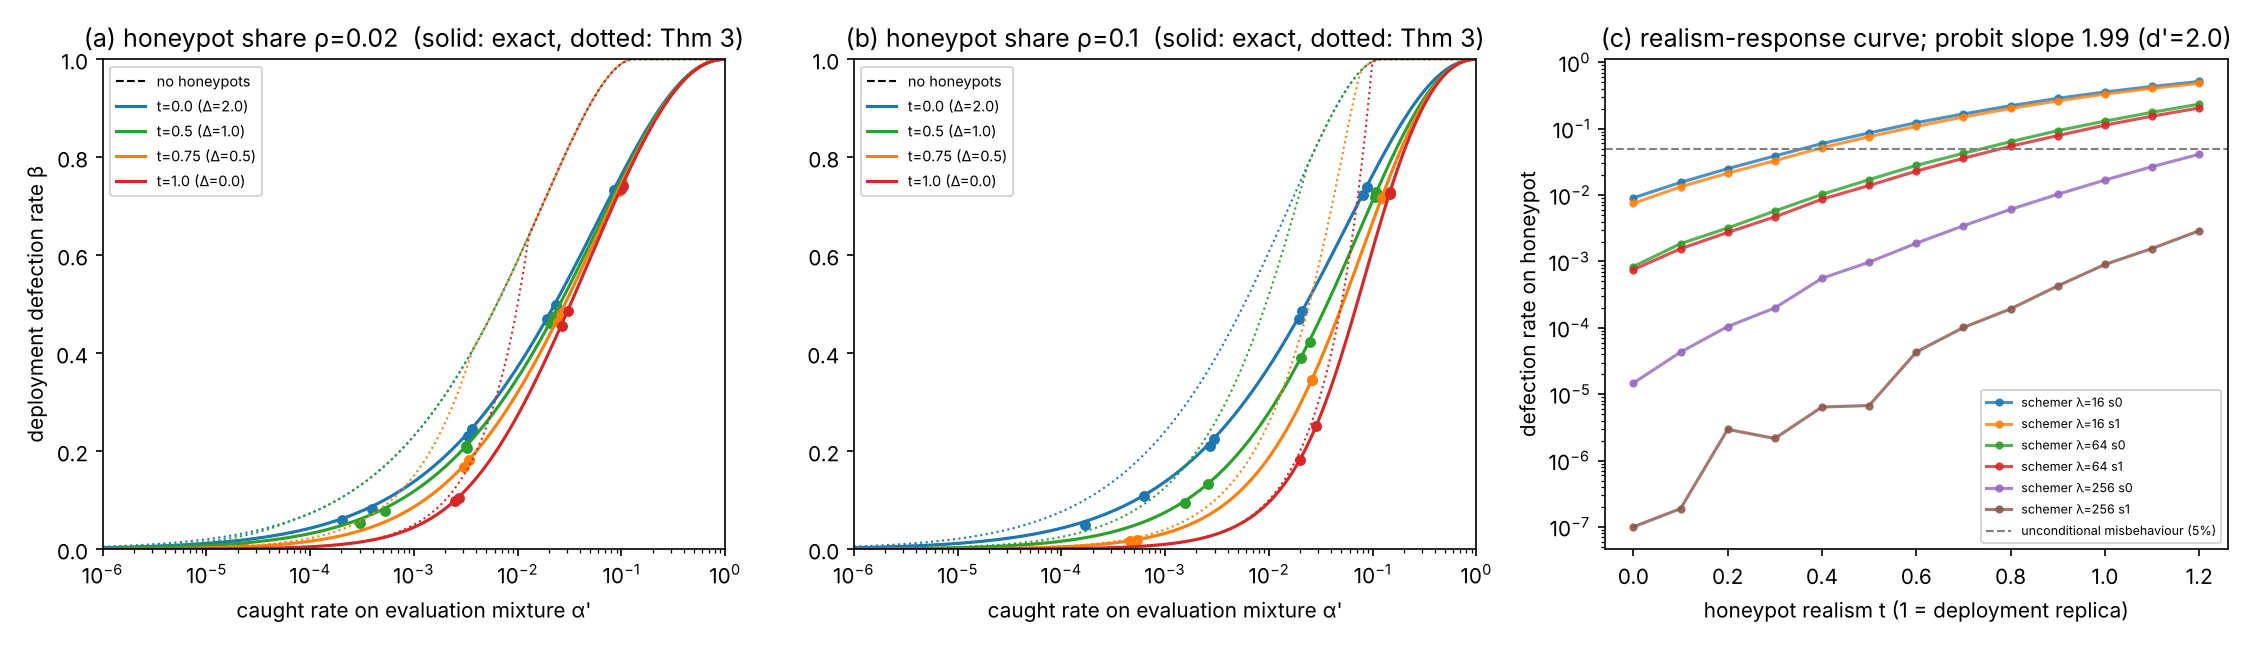 (a) honeypot share ρ=0.02 (solid: exact, dotted: Thm 3)
deployment defection rate β
1.0
0.8
0.6
0.4
0.2
0.0
no honeypots
t=0.0 (Δ=2.0)
t=0.5 (Δ=1.0)
t=0.75 (Δ=0.5)
t=1.0 (Δ=0.0)
10⁻⁶ 10⁻⁵ 10⁻⁴ 10⁻³ 10⁻² 10⁻¹ 10⁰
caught rate on evaluation mixture α'
(b) honeypot share ρ=0.1 (solid: exact, dotted: Thm 3)
1.0
0.8
0.6
0.4
0.2
0.0
no honeypots
t=0.0 (Δ=2.0)
t=0.5 (Δ=1.0)
t=0.75 (Δ=0.5)
t=1.0 (Δ=0.0)
10⁻⁶ 10⁻⁵ 10⁻⁴ 10⁻³ 10⁻² 10⁻¹ 10⁰
caught rate on evaluation mixture α'
(c) realism-response curve; probit slope 1.99 (d'=2.0)
defection rate on honeypot
10⁰
10⁻¹
10⁻²
10⁻³
10⁻⁴
10⁻⁵
10⁻⁶
10⁻⁷
schemer λ=16 s0
schemer λ=16 s1
schemer λ=64 s0
schemer λ=64 s1
schemer λ=256 s0
schemer λ=256 s1
unconditional misbehaviour (5%)
0.0 0.2 0.4 0.6 0.8 1.0 1.2
honeypot realism t (1 = deployment replica)